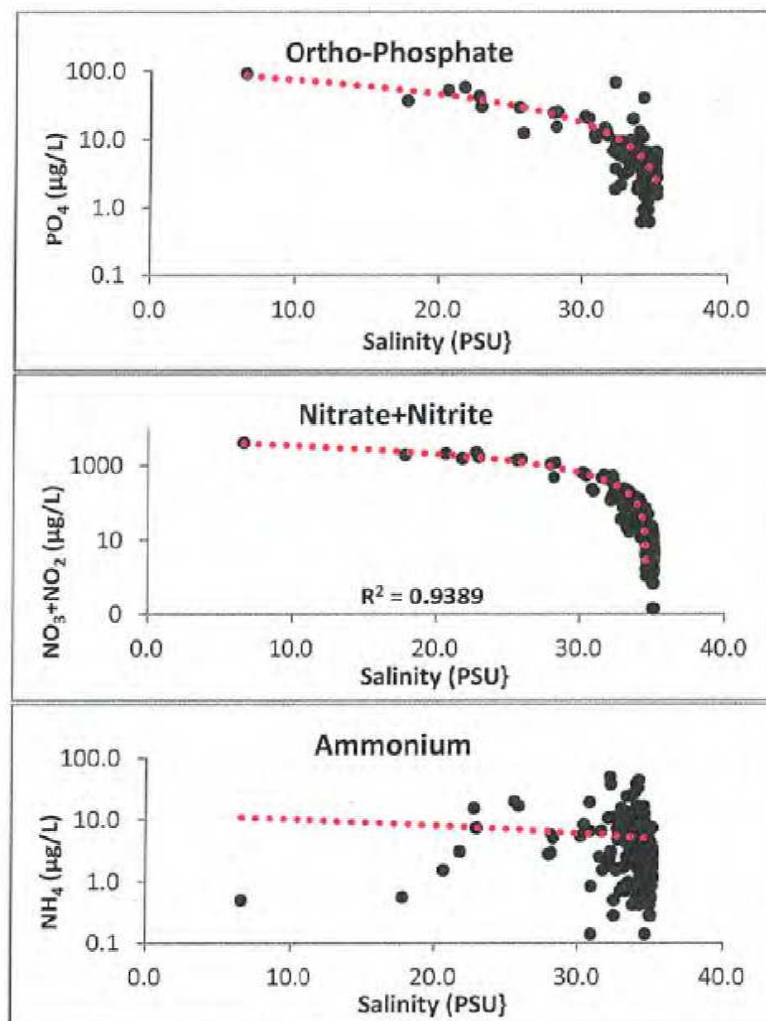 Ortho-Phosphate
100.0
10.0
1.0
0.1
PO₄ (µg/L)
0.0 10.0 20.0 30.0 40.0
Salinity (PSU}
Nitrate+Nitrite
1000
10
0
NO₃+NO₂ (µg/L)
R² = 0.9389
0.0 10.0 20.0 30.0 40.0
Salinity (PSU}
Ammonium
100.0
10.0
1.0
0.1
NH₄ (µg/L)
0.0 10.0 20.0 30.0 40.0
Salinity (PSU}